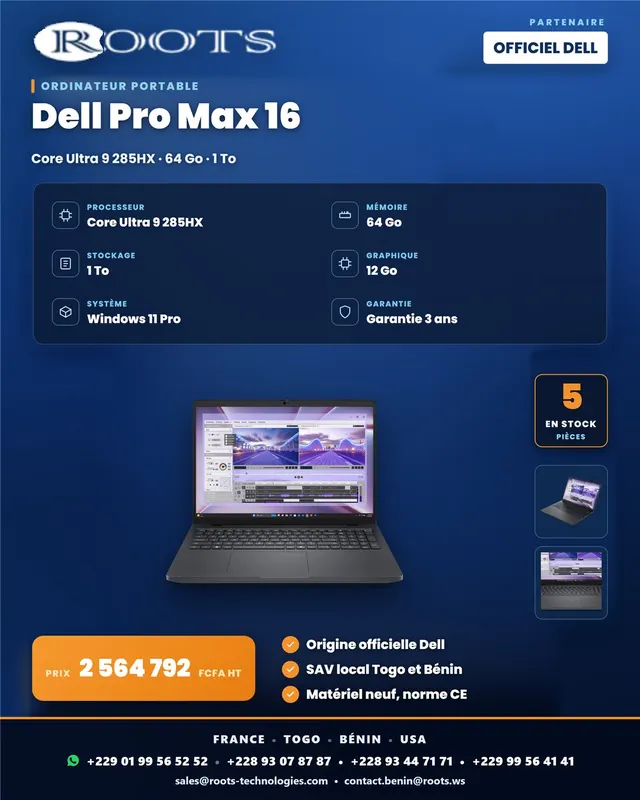 ROOTS
PARTENAIRE
OFFICIEL DELL
ORDINATEUR PORTABLE
Dell Pro Max 16
Core Ultra 9 285HX · 64 Go · 1 To
PROCESSEUR
Core Ultra 9 285HX
MÉMOIRE
64 Go
STOCKAGE
1 To
GRAPHIQUE
12 Go
SYSTÈME
Windows 11 Pro
GARANTIE
Garantie 3 ans
5
EN STOCK
PIÈCES
PRIX 2 564 792 FCFA HT
Origine officielle Dell
SAV local Togo et Bénin
Matériel neuf, norme CE
FRANCE • TOGO • BÉNIN • USA
+229 01 99 56 52 52 • +228 93 07 87 87 • +228 93 44 71 71 • +229 99 56 41 41
sales@roots-technologies.com • contact.benin@roots.ws